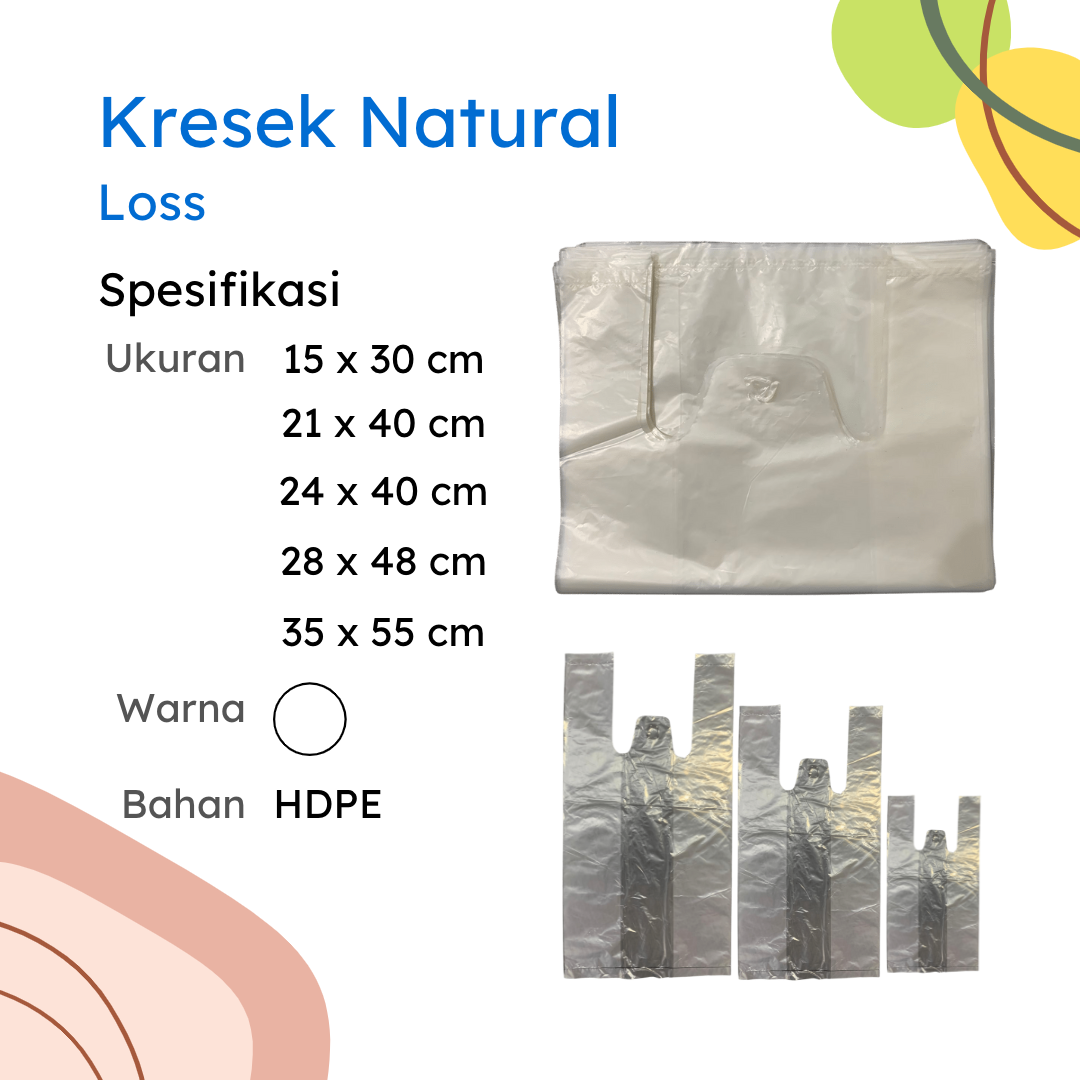 Kresek Natural
Loss
Spesifikasi
Ukuran 15 x 30 cm
21 x 40 cm
24 x 40 cm
28 x 48 cm
35 x 55 cm
Warna
Bahan HDPE